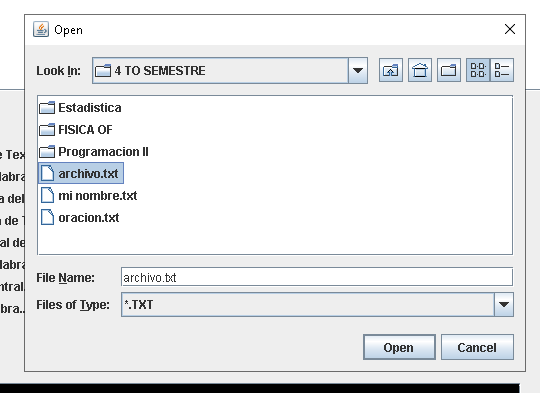 Open
Look In: 4 TO SEMESTRE
Estadistica
FISICA OF
Programacion II
archivo.txt
mi nombre.txt
oracion.txt
File Name: archivo.txt
Files of Type: *.TXT
Open Cancel